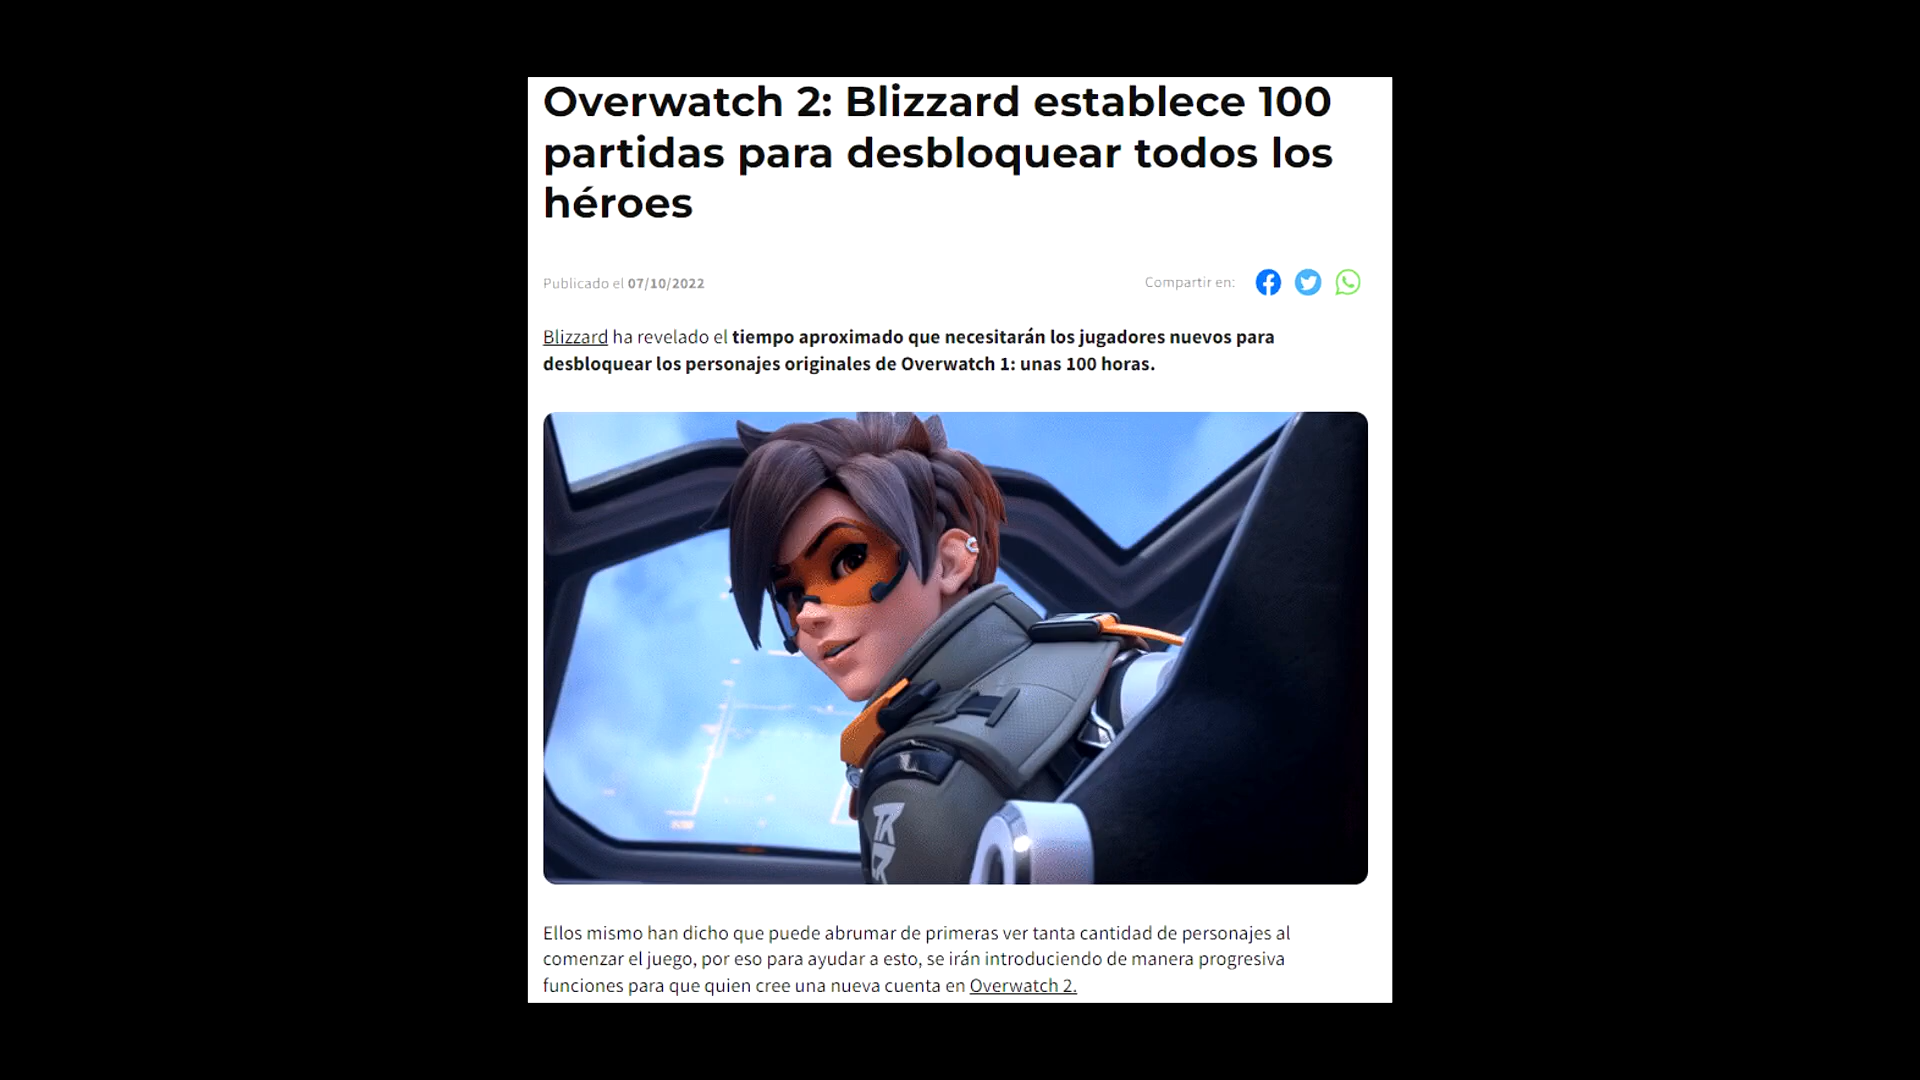 Overwatch 2: Blizzard establece 100
partidas para desbloquear todos los
héroes
Publicado el 07/10/2022
Compartir en:
Blizzard ha revelado el tiempo aproximado que necesitarán los jugadores nuevos para
desbloquear los personajes originales de Overwatch 1: unas 100 horas.
Ellos mismo han dicho que puede abrumar de primeras ver tanta cantidad de personajes al
comenzar el juego, por eso para ayudar a esto, se irán introduciendo de manera progresiva
funciones para que quien cree una nueva cuenta en Overwatch 2.